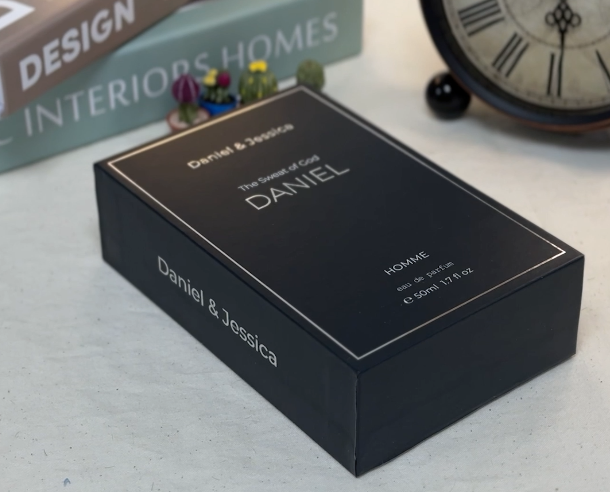 DESIGN
INTERIORS HOMES
Daniel & Jessica
The Sweat of God
DANIEL
HOMME
eau de parfum
℮ 50ml 1.7 fl oz
Daniel & Jessica